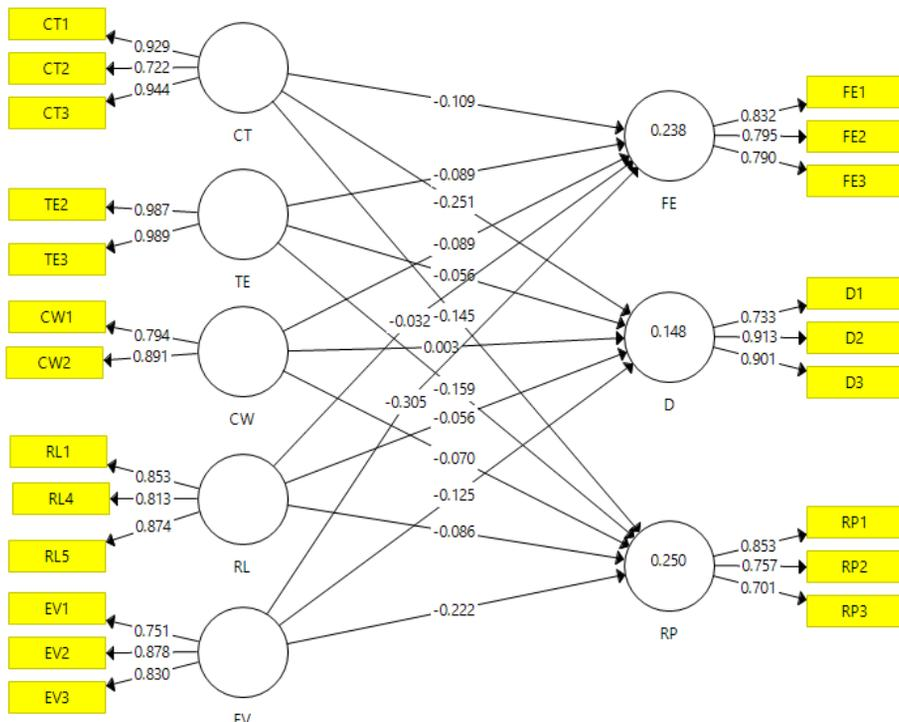 CT1
0.929
CT2
0.722
CT3
0.944
CT
TE2
0.987
TE3
0.989
TE
CW1
0.794
CW2
0.891
CW
RL1
0.853
RL4
0.813
RL5
0.874
RL
EV1
0.751
EV2
0.878
EV3
0.830
EV
-0.109
-0.089
-0.251
-0.089
-0.056
-0.032
-0.145
0.003
-0.159
-0.305
-0.056
-0.070
-0.125
-0.086
-0.222
0.238
FE
0.832
FE1
0.795
FE2
0.790
FE3
0.148
D
0.733
D1
0.913
D2
0.901
D3
0.250
RP
0.853
RP1
0.757
RP2
0.701
RP3